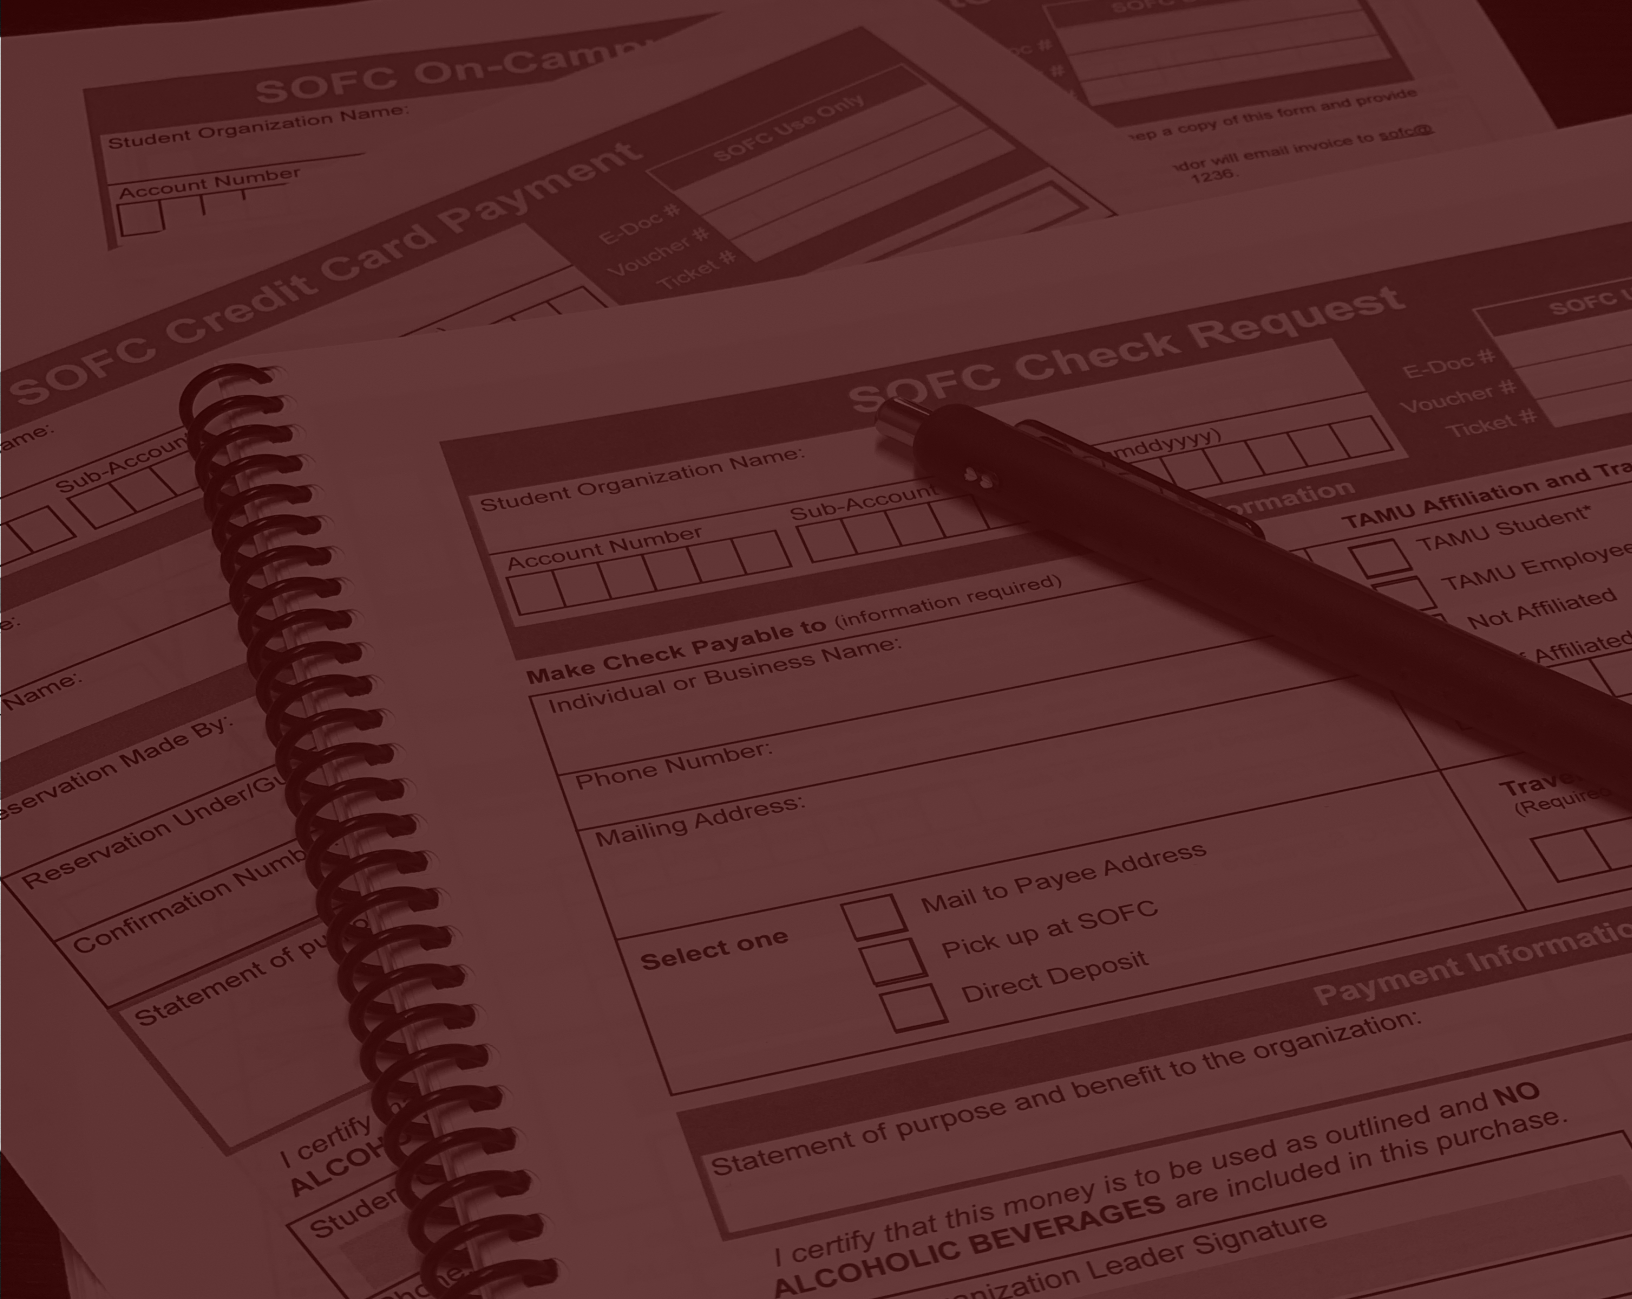 SOFC On-Camp
Student Organization Name:
Account Number
SOFC Credit Card Payment
SOFC Use Only
E-Doc #
Voucher #
Ticket #
ep a copy of this form and provide
dor will email invoice to sofc@
1236.
ame:
Sub-Accoun
Name:
eservation Made By:
Reservation Under/Gu
Confirmation Numb
Statement of pu
I certify
ALCOH
Studen
SOFC Check Request
SOFC U
E-Doc #
Voucher #
Ticket #
Student Organization Name:
Account Number
Sub-Account
mddyyyy)
ormation
Make Check Payable to (information required)
Individual or Business Name:
Phone Number:
Mailing Address:
Select one
Mail to Payee Address
Pick up at SOFC
Direct Deposit
TAMU Affiliation and Tra
TAMU Student*
TAMU Employee
Not Affiliated
Affiliated
Trave
(Required
Payment Informatio
Statement of purpose and benefit to the organization:
I certify that this money is to be used as outlined and NO
ALCOHOLIC BEVERAGES are included in this purchase.
nization Leader Signature